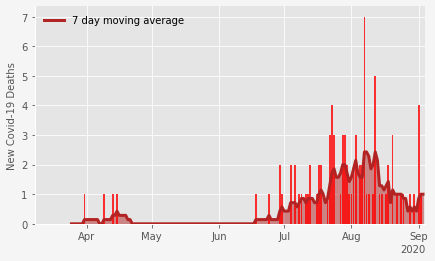 7 day moving average
New Covid-19 Deaths
7
6
5
4
3
2
1
0
Apr
May
Jun
Jul
Aug
Sep
2020